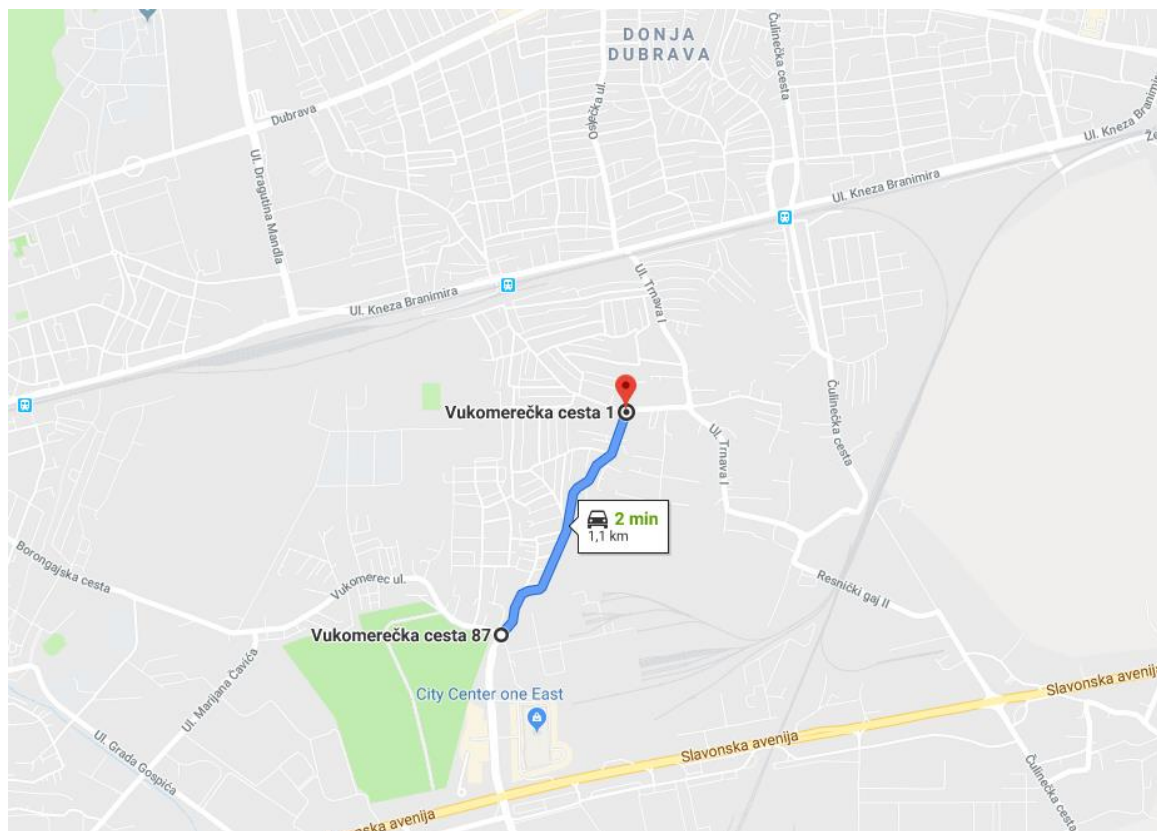 DONJA
DUBRAVA
Čulinečka cesta
Osječka ul.
Dubrava
Ul. Kneza Branimira
Ul. Dragutina Mandla
Ul. Kneza Branimira
Ul. Trnava I
Ul. Kneza Branimira
Vukomerečka cesta 1
Čulinečka cesta
Ul. Trnava I
2 min
1,1 km
Borongajska cesta
Vukomerec ul.
Resnički gaj II
Vukomerečka cesta 87
Ul. Marijana Čavića
City Center one East
Slavonska avenija
Slavonska avenija
Ul. Grada Gospića
Čulinečka cesta
ska avenija